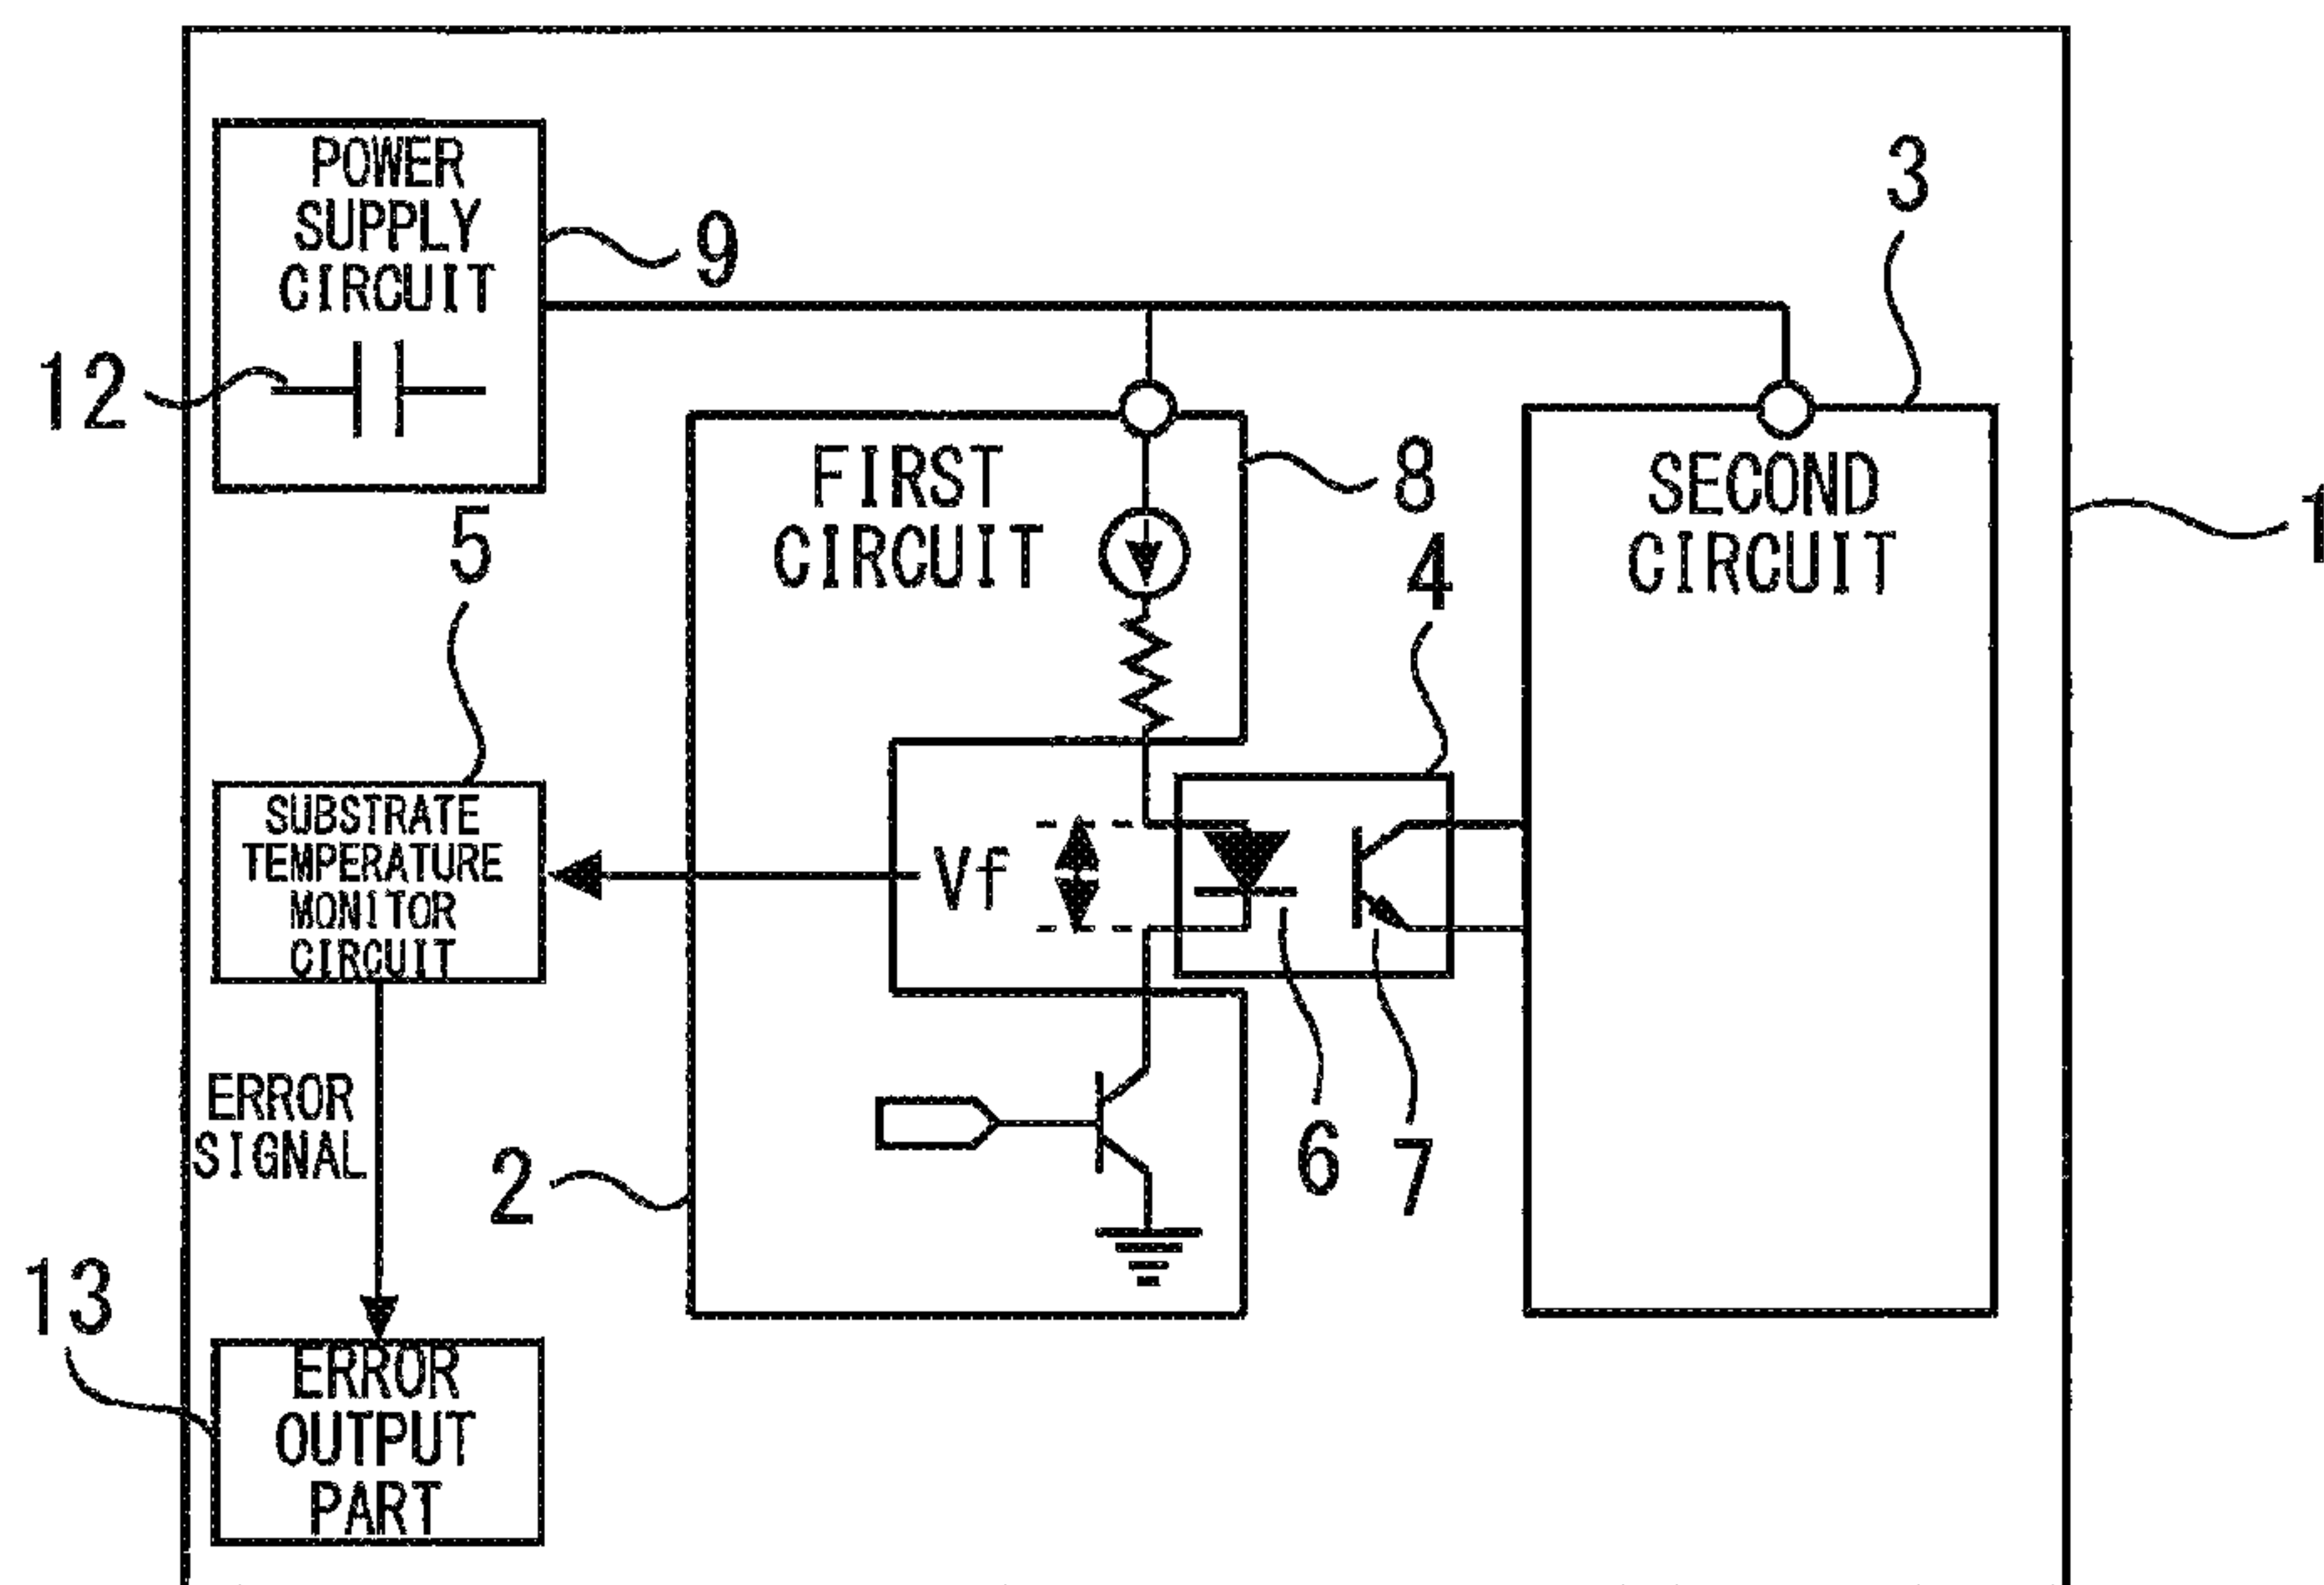 POWER
SUPPLY
CIRCUIT
9
3
12
FIRST
CIRCUIT
8
SECOND
CIRCUIT
1
5
4
SUBSTRATE
TEMPERATURE
MONITOR
CIRCUIT
Vf
ERROR
SIGNAL
2
6
7
13
ERROR
OUTPUT
PART